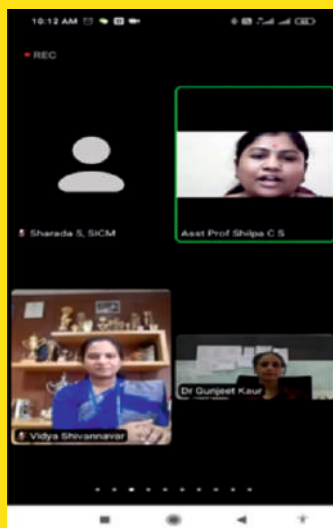 10:12 AM
REC
Sharada S, SICM
Asst Prof Shilpa C S
Vidya Shivannavar
Dr Gunjeet Kaur